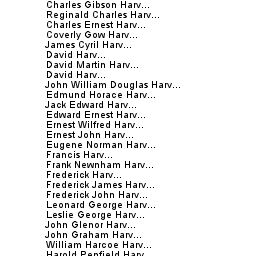 Charles Gibson Harv...
Reginald Charles Harv...
Charles Ernest Harv...
Coverly Gow Harv...
James Cyril Harv...
David Harv...
David Martin Harv...
David Harv...
John William Douglas Harv...
Edmund Horace Harv...
Jack Edward Harv...
Edward Ernest Harv...
Ernest Wilfred Harv...
Ernest John Harv...
Eugene Norman Harv...
Francis Harv...
Frank Newnham Harv...
Frederick Harv...
Frederick James Harv...
Frederick John Harv...
Leonard George Harv...
Leslie George Harv...
John Glenor Harv...
John Graham Harv...
William Harcoe Harv...
Harold Penfield Harv...